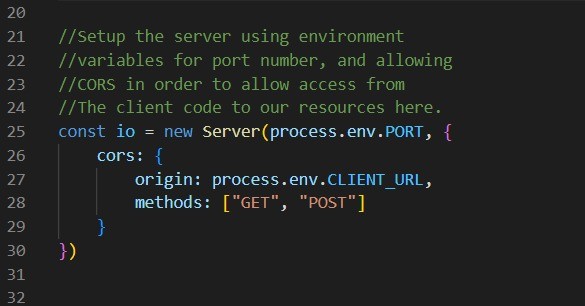 20
21 //Setup the server using environment
22 //variables for port number, and allowing
23 //CORS in order to allow access from
24 //The client code to our resources here.
25 const io = new Server(process.env.PORT, {
26     cors: {
27         origin: process.env.CLIENT_URL,
28         methods: ["GET", "POST"]
29     }
30 })
31
32